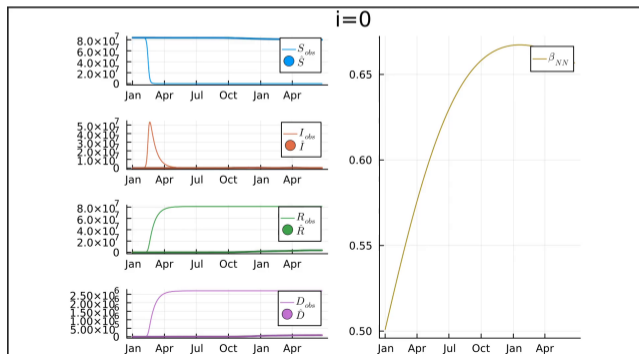 i=0
8.0×10⁷
6.0×10⁷
4.0×10⁷
2.0×10⁷
0
S_obs
Ŝ
Jan Apr Jul Oct Jan Apr
5.0×10⁷
4.0×10⁷
3.0×10⁷
2.0×10⁷
1.0×10⁷
0
I_obs
Î
Jan Apr Jul Oct Jan Apr
8.0×10⁷
6.0×10⁷
4.0×10⁷
2.0×10⁷
0
R_obs
R̂
Jan Apr Jul Oct Jan Apr
2.50×10⁶
2.00×10⁶
1.50×10⁶
1.00×10⁶
5.00×10⁵
0
D_obs
D̂
Jan Apr Jul Oct Jan Apr
0.65
0.60
0.55
0.50
β_NN
Jan Apr Jul Oct Jan Apr